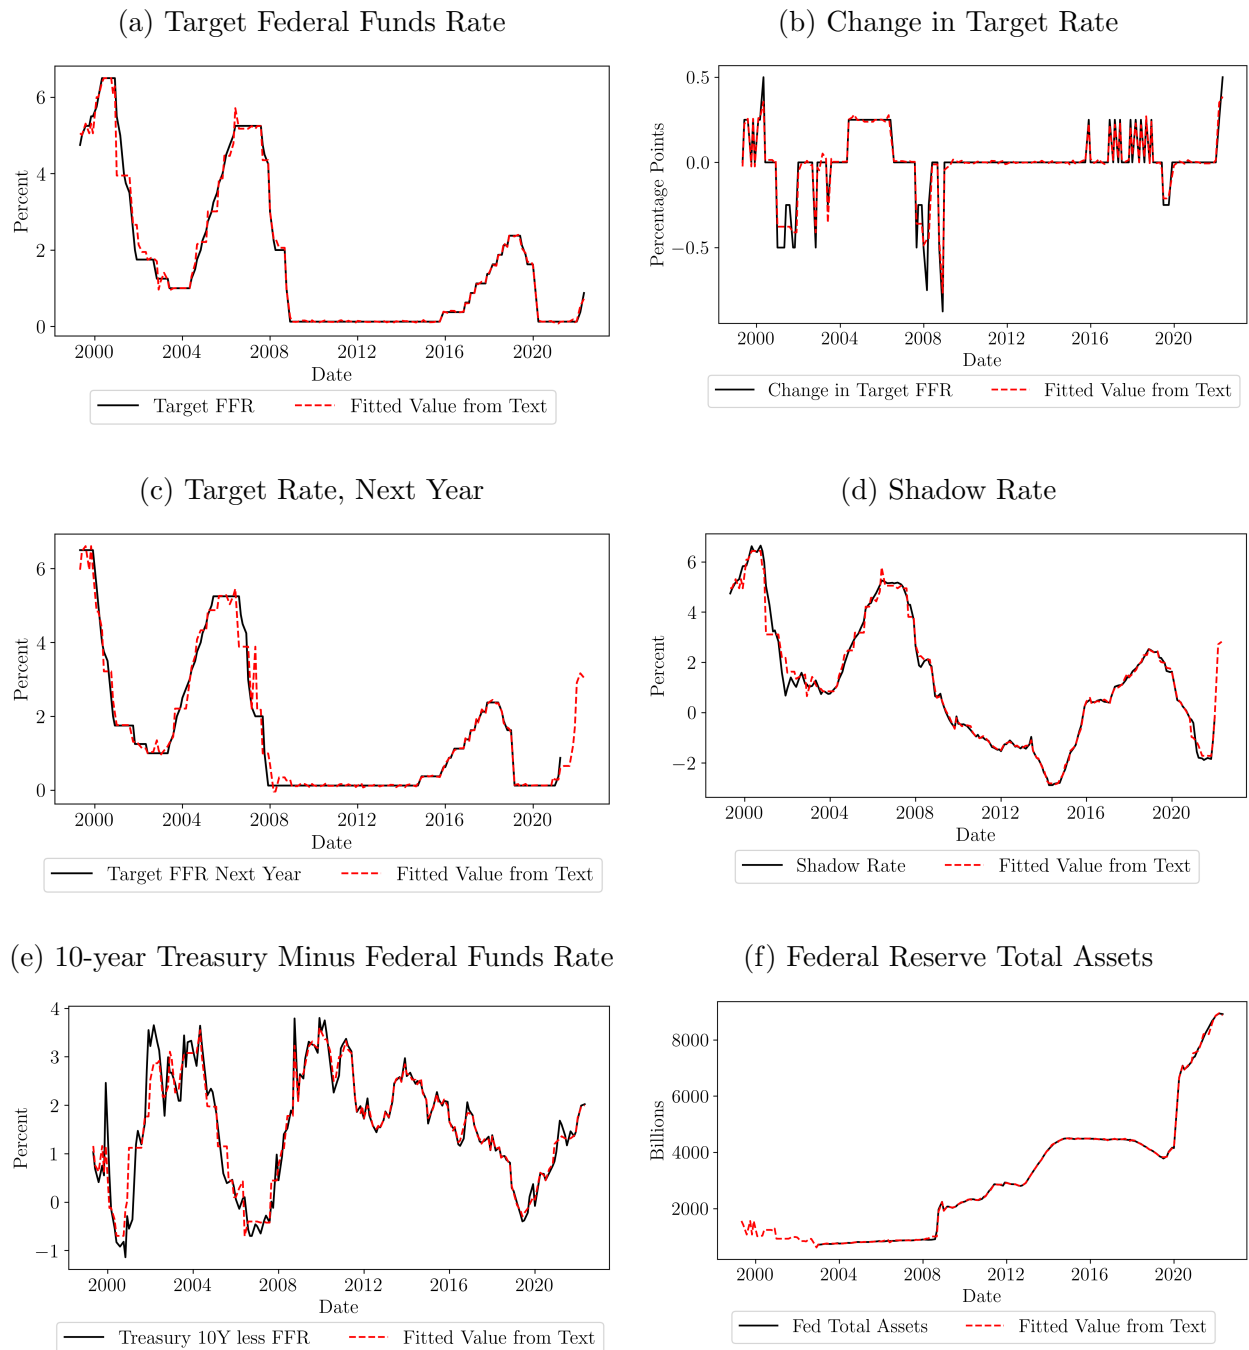 (a) Target Federal Funds Rate
6
4
2
0
Percent
2000 2004 2008 2012 2016 2020
Date
Target FFR Fitted Value from Text
(b) Change in Target Rate
0.5
0.0
−0.5
Percentage Points
2000 2004 2008 2012 2016 2020
Date
Change in Target FFR Fitted Value from Text
(c) Target Rate, Next Year
6
4
2
0
Percent
2000 2004 2008 2012 2016 2020
Date
Target FFR Next Year Fitted Value from Text
(d) Shadow Rate
6
4
2
0
−2
Percent
2000 2004 2008 2012 2016 2020
Date
Shadow Rate Fitted Value from Text
(e) 10-year Treasury Minus Federal Funds Rate
4
3
2
1
0
−1
Percent
2000 2004 2008 2012 2016 2020
Date
Treasury 10Y less FFR Fitted Value from Text
(f) Federal Reserve Total Assets
8000
6000
4000
2000
Billions
2000 2004 2008 2012 2016 2020
Date
Fed Total Assets Fitted Value from Text